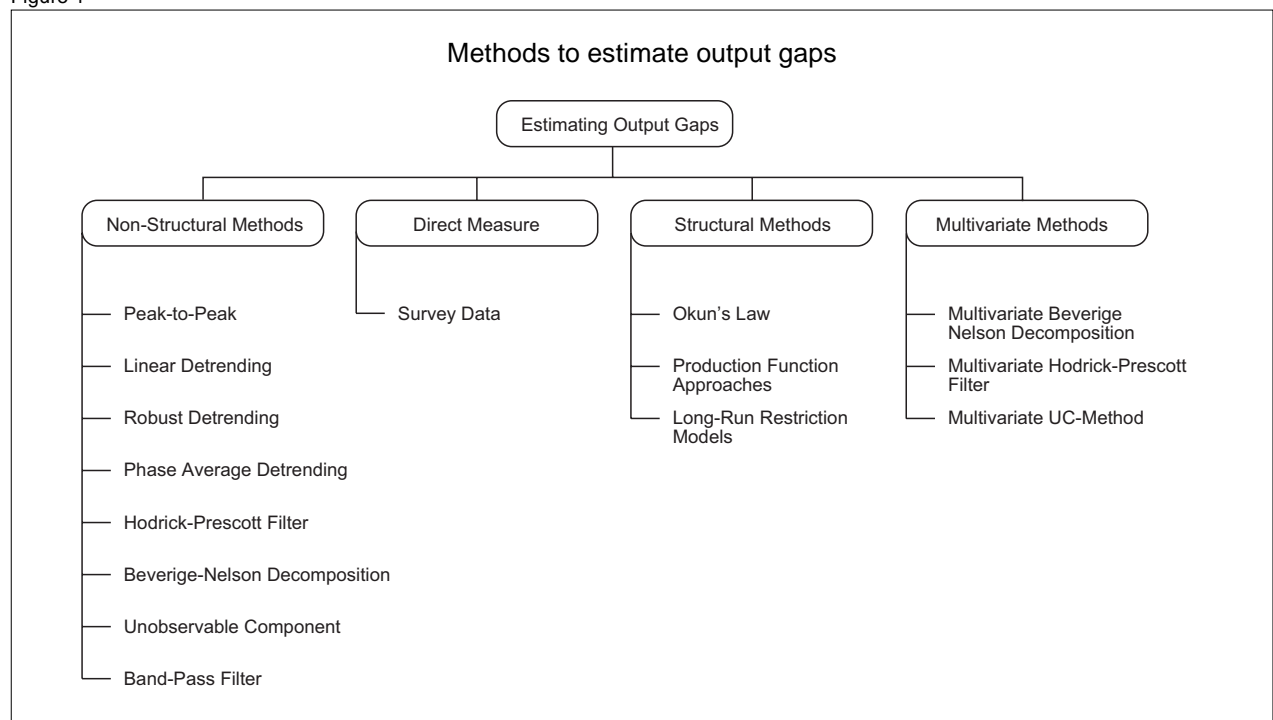 Methods to estimate output gaps
Estimating Output Gaps
Non-Structural Methods
Peak-to-Peak
Linear Detrending
Robust Detrending
Phase Average Detrending
Hodrick-Prescott Filter
Beverige-Nelson Decomposition
Unobservable Component
Band-Pass Filter
Direct Measure
Survey Data
Structural Methods
Okun's Law
Production Function
Approaches
Long-Run Restriction
Models
Multivariate Methods
Multivariate Beverige
Nelson Decomposition
Multivariate Hodrick-Prescott
Filter
Multivariate UC-Method